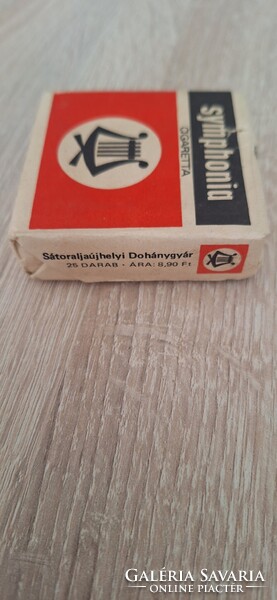 symphonia
CIGARETTA
Sátoraljaújhelyi Dohánygyár
25 DARAB · ÁRA: 8,90 Ft
GALÉRIA SAVARIA
ONLINE PIACTÉR